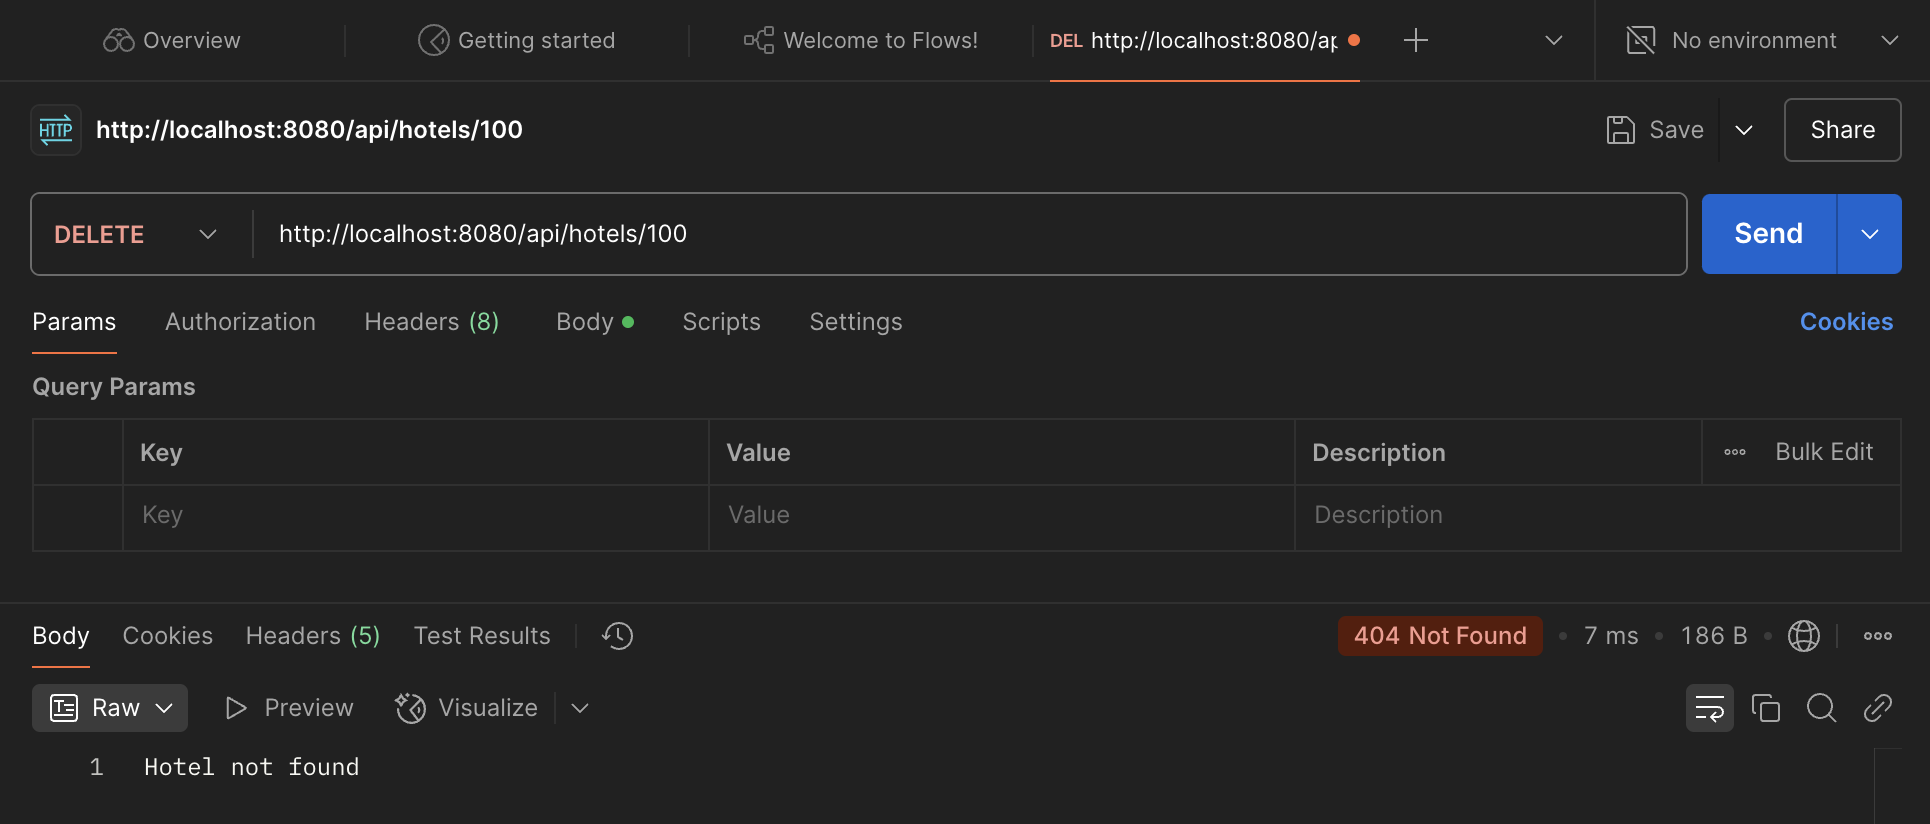 Overview
Getting started
Welcome to Flows!
DEL http://localhost:8080/ap
No environment
HTTP http://localhost:8080/api/hotels/100
Save
Share
DELETE
http://localhost:8080/api/hotels/100
Send
Params
Authorization
Headers (8)
Body
Scripts
Settings
Cookies
Query Params
Key
Value
Description
Bulk Edit
Key
Value
Description
Body
Cookies
Headers (5)
Test Results
404 Not Found
7 ms
186 B
Raw
Preview
Visualize
1 Hotel not found